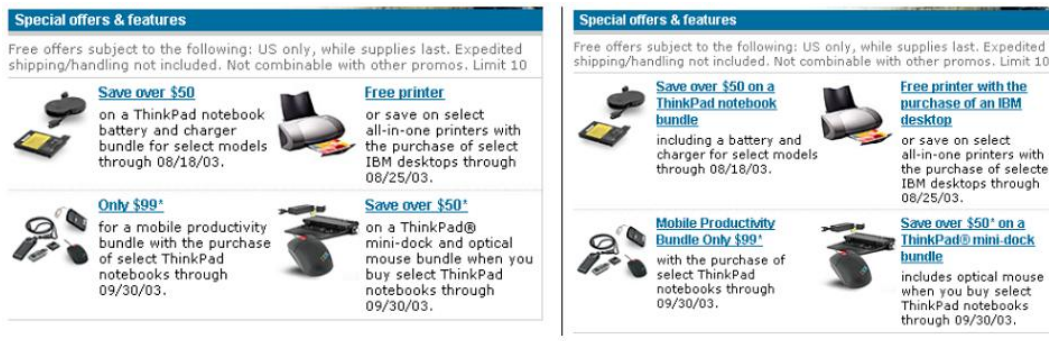 Special offers & features
Free offers subject to the following: US only, while supplies last. Expedited
shipping/handling not included. Not combinable with other promos. Limit 10
Save over $50
on a ThinkPad notebook
battery and charger
bundle for select models
through 08/18/03.
Free printer
or save on select
all-in-one printers with
the purchase of select
IBM desktops through
08/25/03.
Only $99*
for a mobile productivity
bundle with the purchase
of select ThinkPad
notebooks through
09/30/03.
Save over $50*
on a ThinkPad®
mini-dock and optical
mouse bundle when you
buy select ThinkPad
notebooks through
09/30/03.
Special offers & features
Free offers subject to the following: US only, while supplies last. Expedited
shipping/handling not included. Not combinable with other promos. Limit 10
Save over $50 on a
ThinkPad notebook
bundle
including a battery and
charger for select models
through 08/18/03.
Free printer with the
purchase of an IBM
desktop
or save on select
all-in-one printers with
the purchase of selecte
IBM desktops through
08/25/03.
Mobile Productivity
Bundle Only $99*
with the purchase of
select ThinkPad
notebooks through
09/30/03.
Save over $50* on a
ThinkPad® mini-dock
bundle
includes optical mouse
when you buy select
ThinkPad notebooks
through 09/30/03.